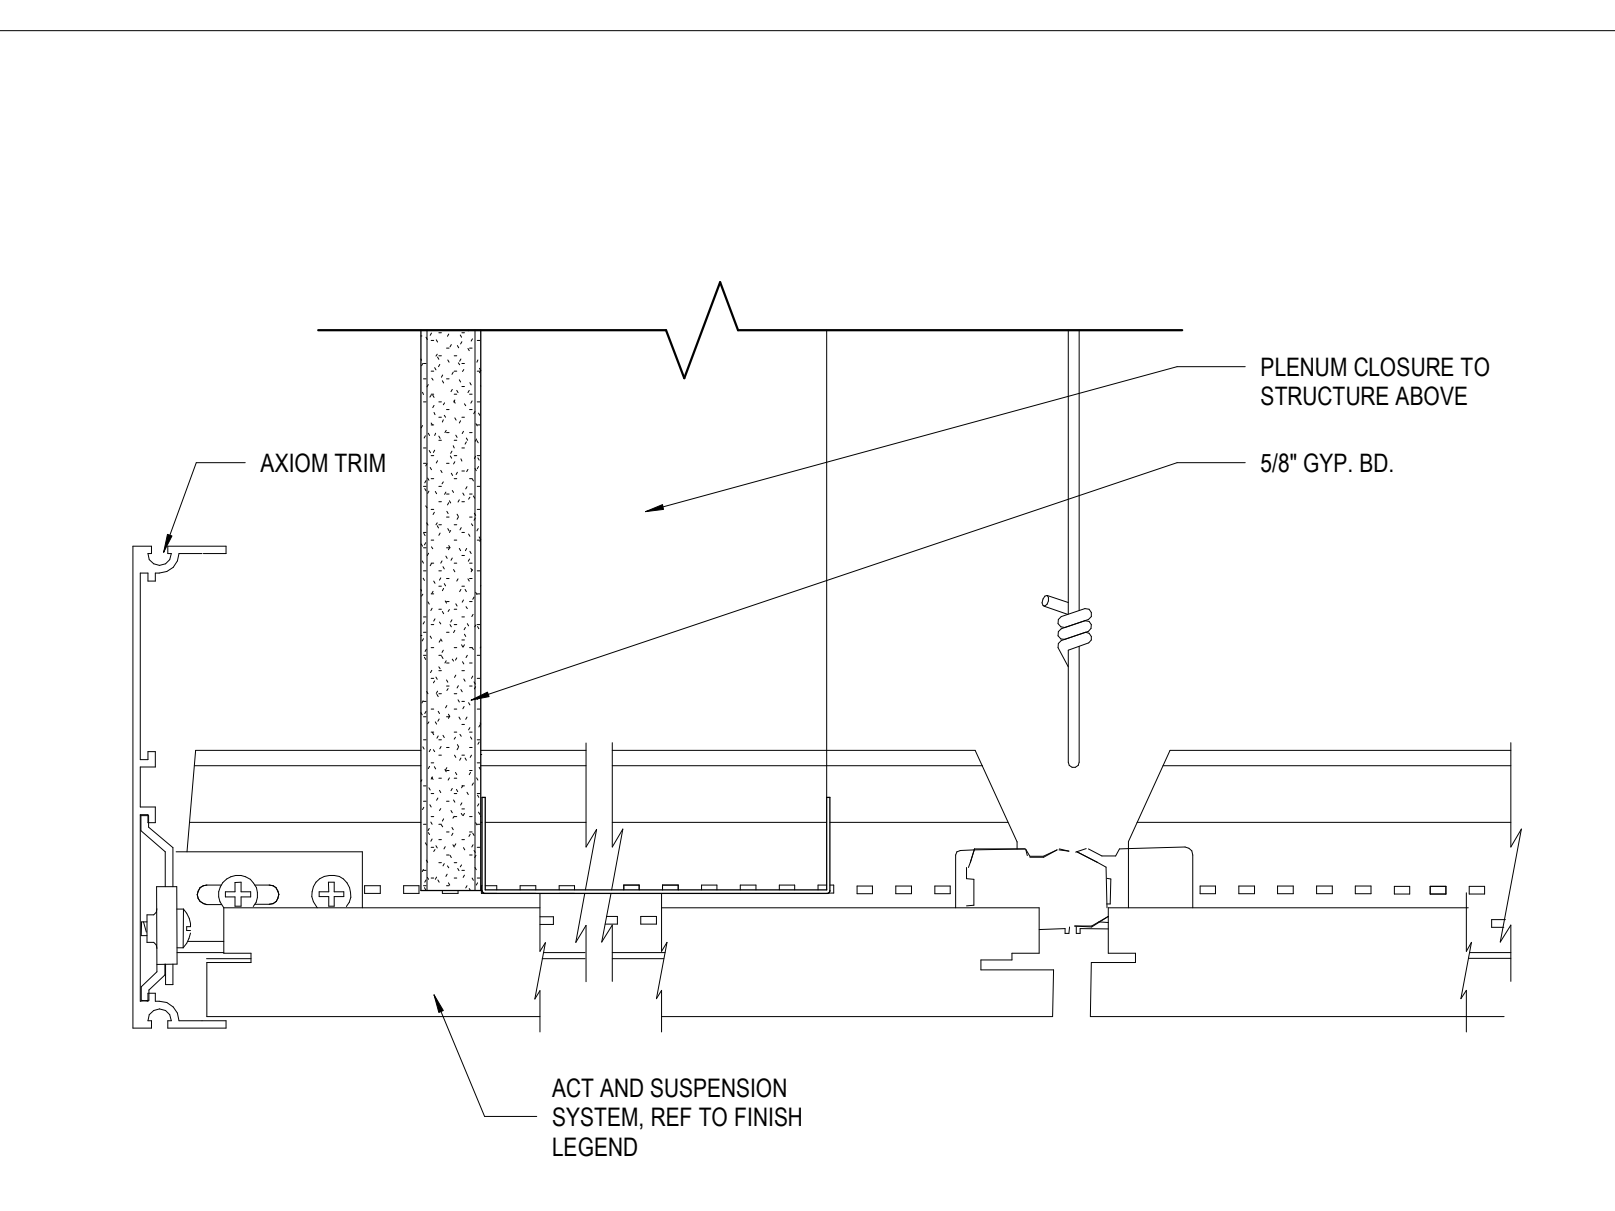 PLENUM CLOSURE TO
STRUCTURE ABOVE
AXIOM TRIM
5/8" GYP. BD.
ACT AND SUSPENSION
SYSTEM, REF TO FINISH
LEGEND